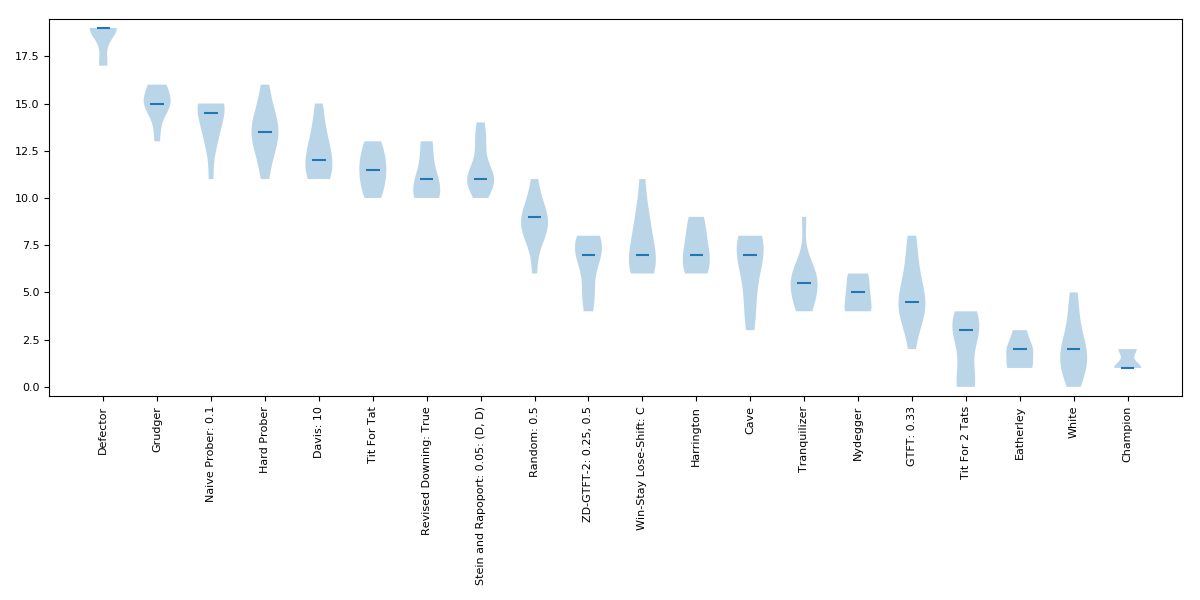 17.5
15.0
12.5
10.0
7.5
5.0
2.5
0.0
Defector
Grudger
Naive Prober: 0.1
Hard Prober
Davis: 10
Tit For Tat
Revised Downing: True
Stein and Rapoport: 0.05: (D, D)
Random: 0.5
ZD-GTFT-2: 0.25, 0.5
Win-Stay Lose-Shift: C
Harrington
Cave
Tranquilizer
Nydegger
GTFT: 0.33
Tit For 2 Tats
Eatherley
White
Champion